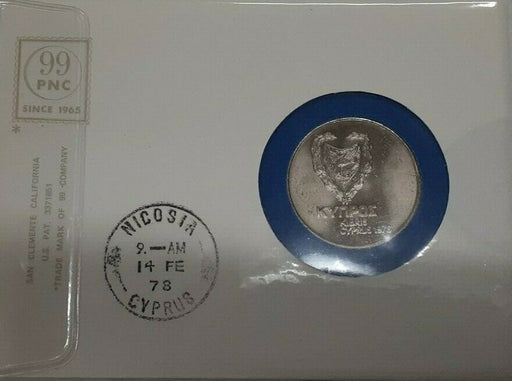 99
PNC
SINCE 1965
*
SAN CLEMENTE CALIFORNIA
U.S. PAT. 3371851
*TRADE MARK OF 99 COMPANY
NICOSIA
9.—AM
14 FE
78
CYPRUS
ΚΥΠΡΟΣ
KIBRIS
CYPRUS 1978